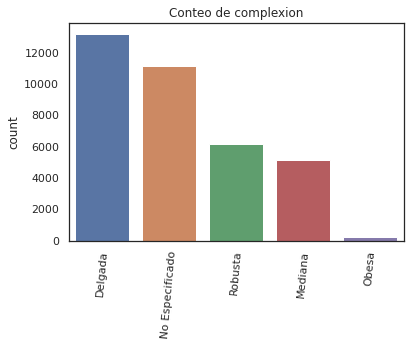 Conteo de complexion
count
12000
10000
8000
6000
4000
2000
0
Delgada
No Especificado
Robusta
Mediana
Obesa